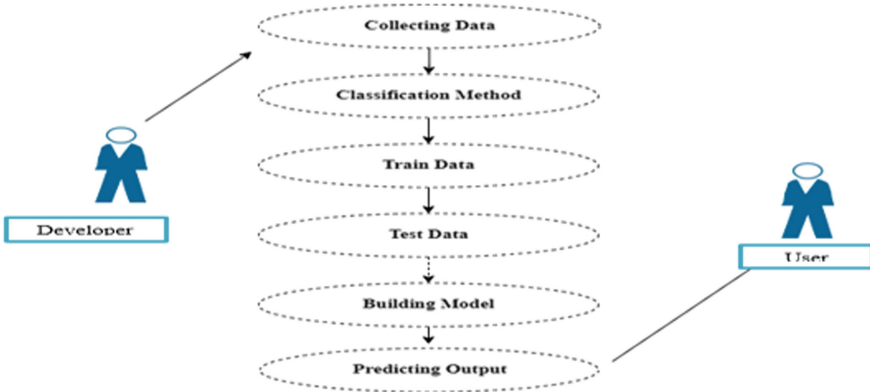 Collecting Data
Classification Method
Train Data
Developer
Test Data
User
Building Model
Predicting Output